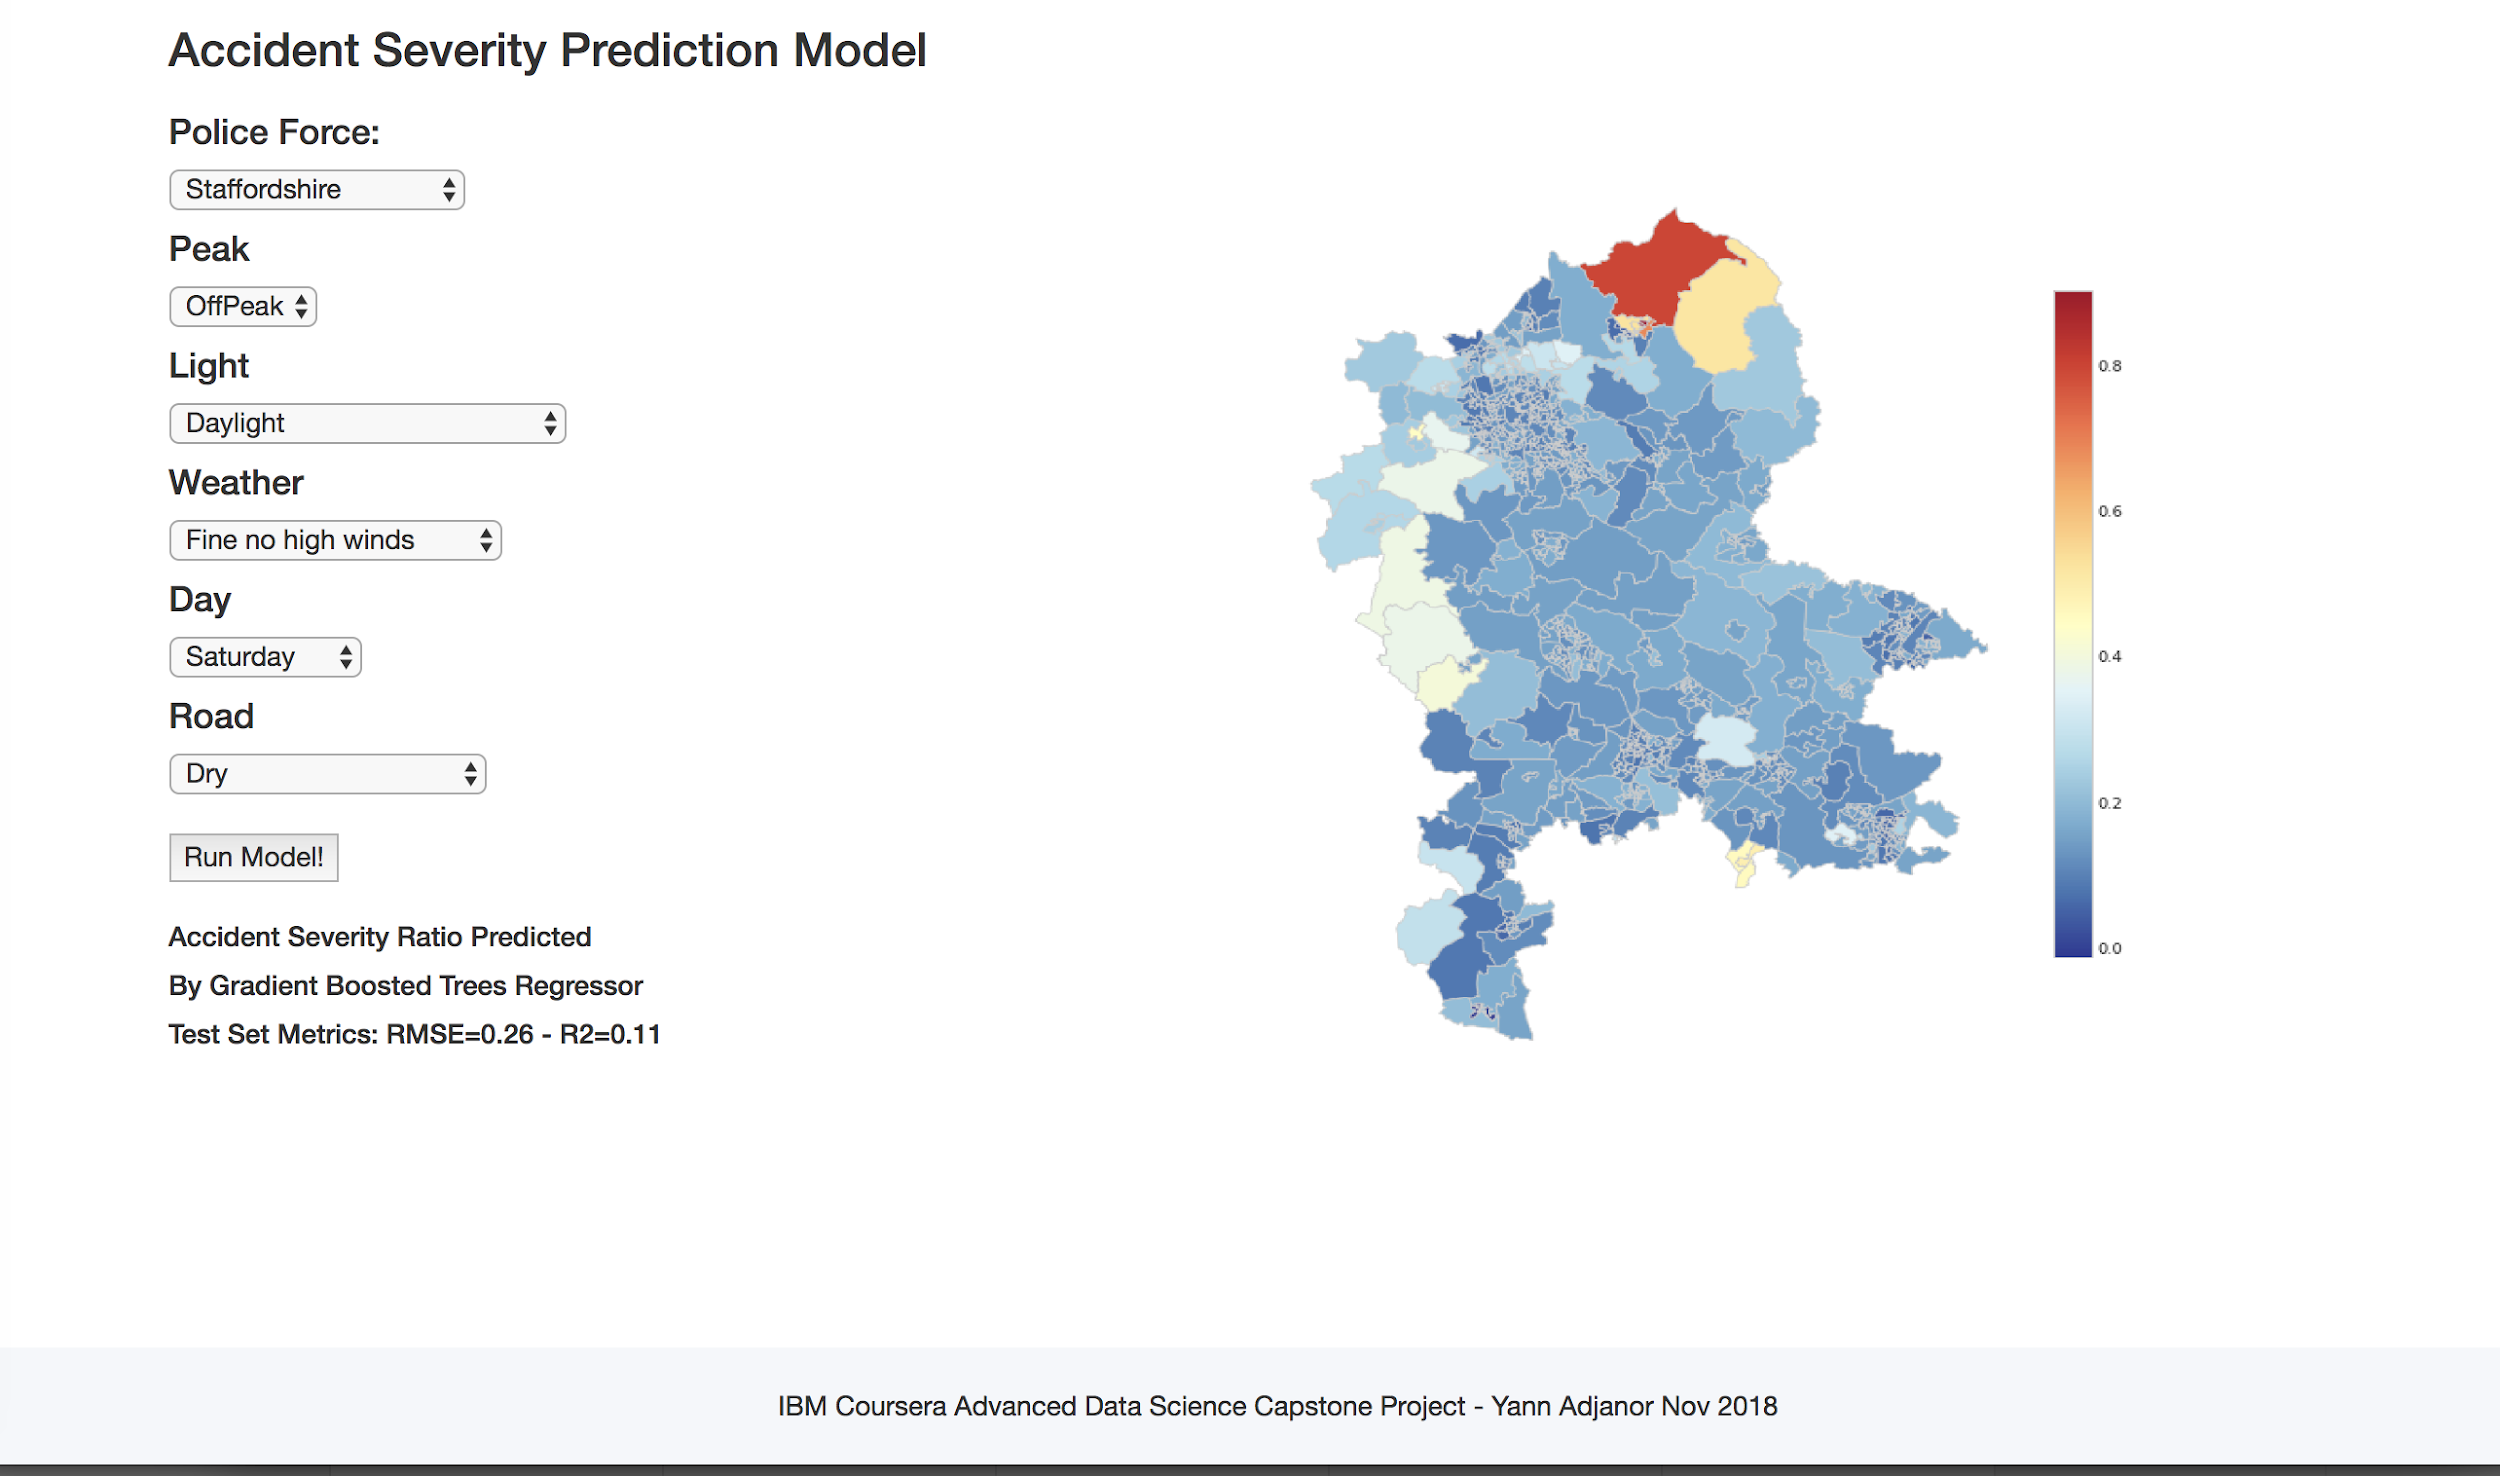 Accident Severity Prediction Model
Police Force:
Staffordshire
Peak
OffPeak
Light
Daylight
Weather
Fine no high winds
Day
Saturday
Road
Dry
Run Model!
Accident Severity Ratio Predicted
By Gradient Boosted Trees Regressor
Test Set Metrics: RMSE=0.26 - R2=0.11
0.8
0.6
0.4
0.2
0.0
IBM Coursera Advanced Data Science Capstone Project - Yann Adjanor Nov 2018